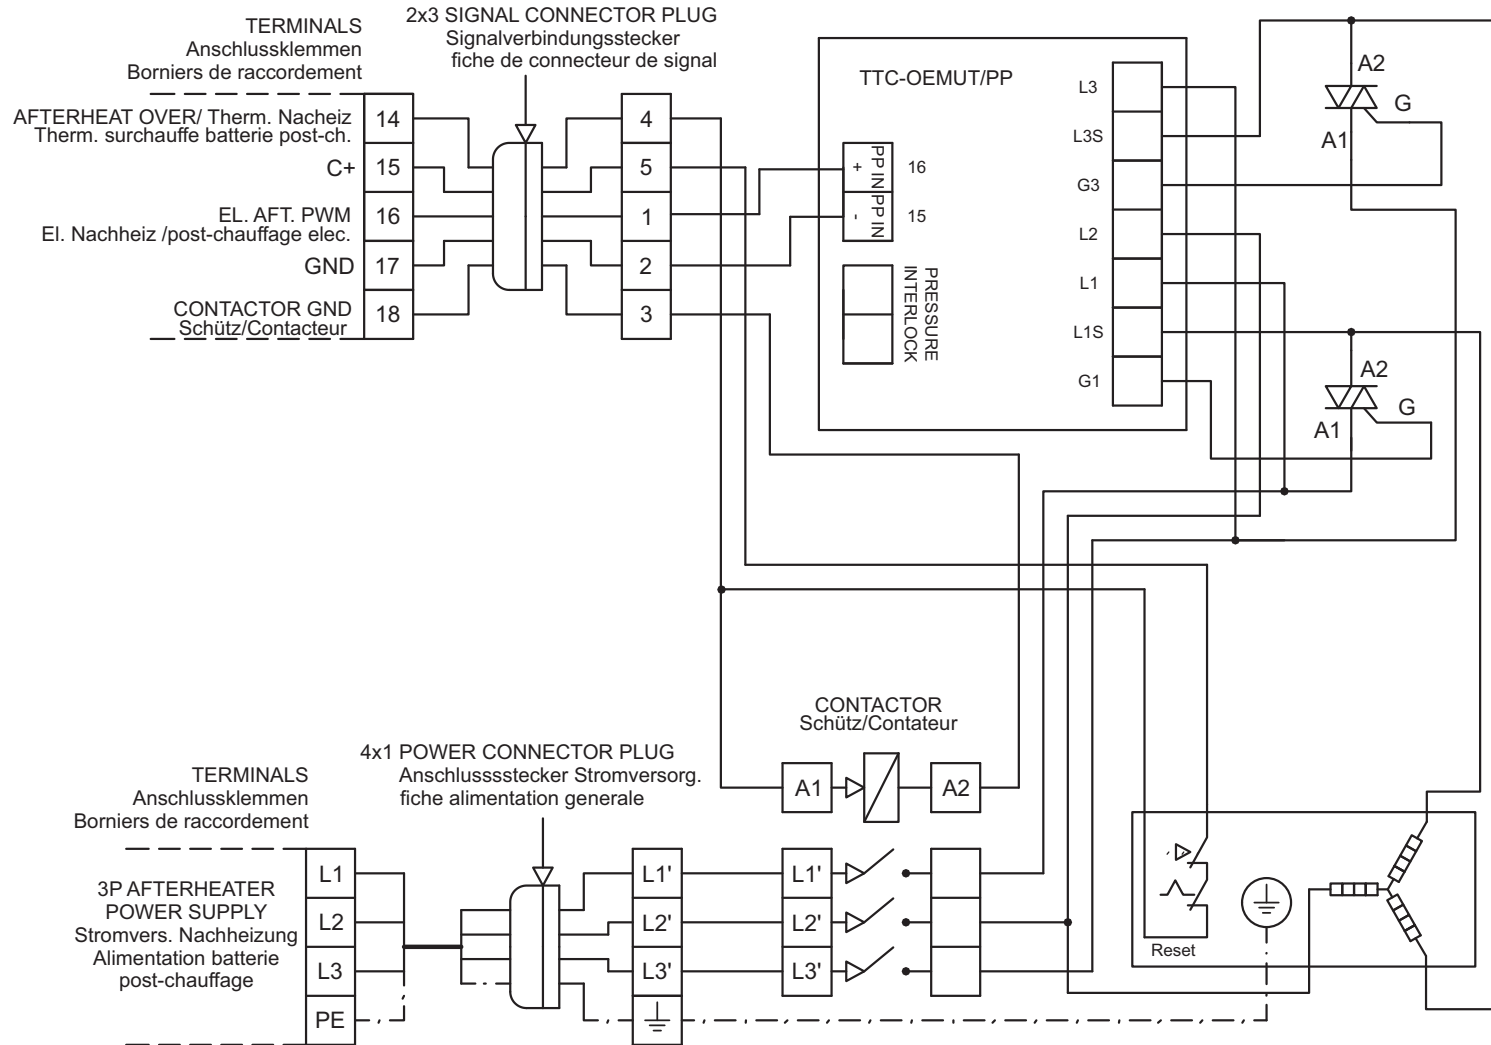 TERMINALS
Anschlussklemmen
Borniers de raccordement
2x3 SIGNAL CONNECTOR PLUG
Signalverbindungsstecker
fiche de connecteur de signal
AFTERHEAT OVER/ Therm. Nacheiz
Therm. surchauffe batterie post-ch.
14
C+
15
EL. AFT. PWM
El. Nachheiz /post-chauffage elec.
16
GND
17
CONTACTOR GND
Schütz/Contacteur
18
4
5
1
2
3
TTC-OEMUT/PP
+
PP IN
16
-
PP IN
15
PRESSURE
INTERLOCK
L3
L3S
G3
L2
L1
L1S
G1
A2
G
A1
A2
G
A1
CONTACTOR
Schütz/Contateur
A1
A2
4x1 POWER CONNECTOR PLUG
Anschlusssstecker Stromversorg.
fiche alimentation generale
TERMINALS
Anschlussklemmen
Borniers de raccordement
3P AFTERHEATER
POWER SUPPLY
Stromvers. Nachheizung
Alimentation batterie
post-chauffage
L1
L2
L3
PE
L1'
L2'
L3'
L1'
L2'
L3'
Reset